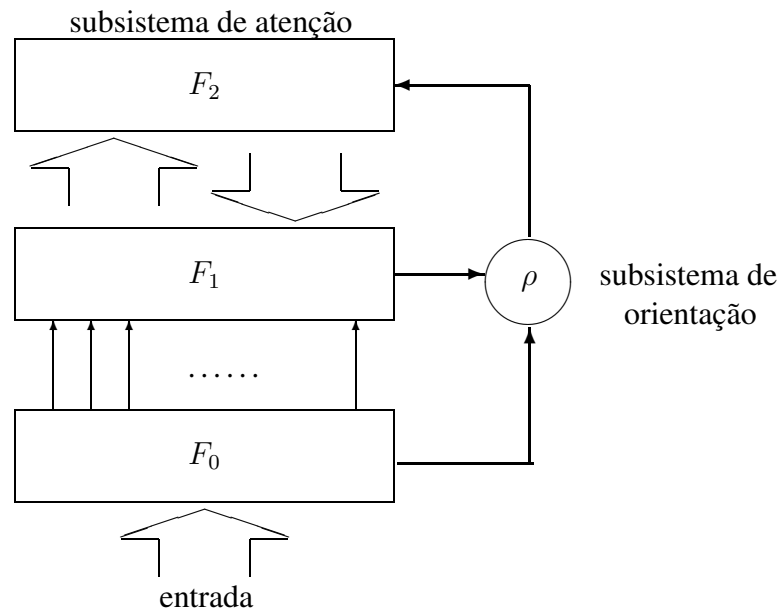 subsistema de atenção
F₂
F₁
ρ
subsistema de
orientação
......
F₀
entrada